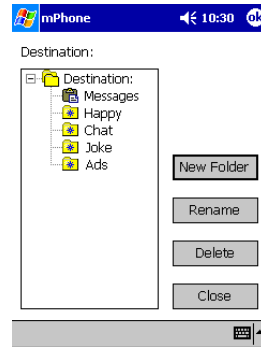 mPhone 10:30 ok
Destination:
Destination:
Messages
Happy
Chat
Joke
Ads
New Folder
Rename
Delete
Close